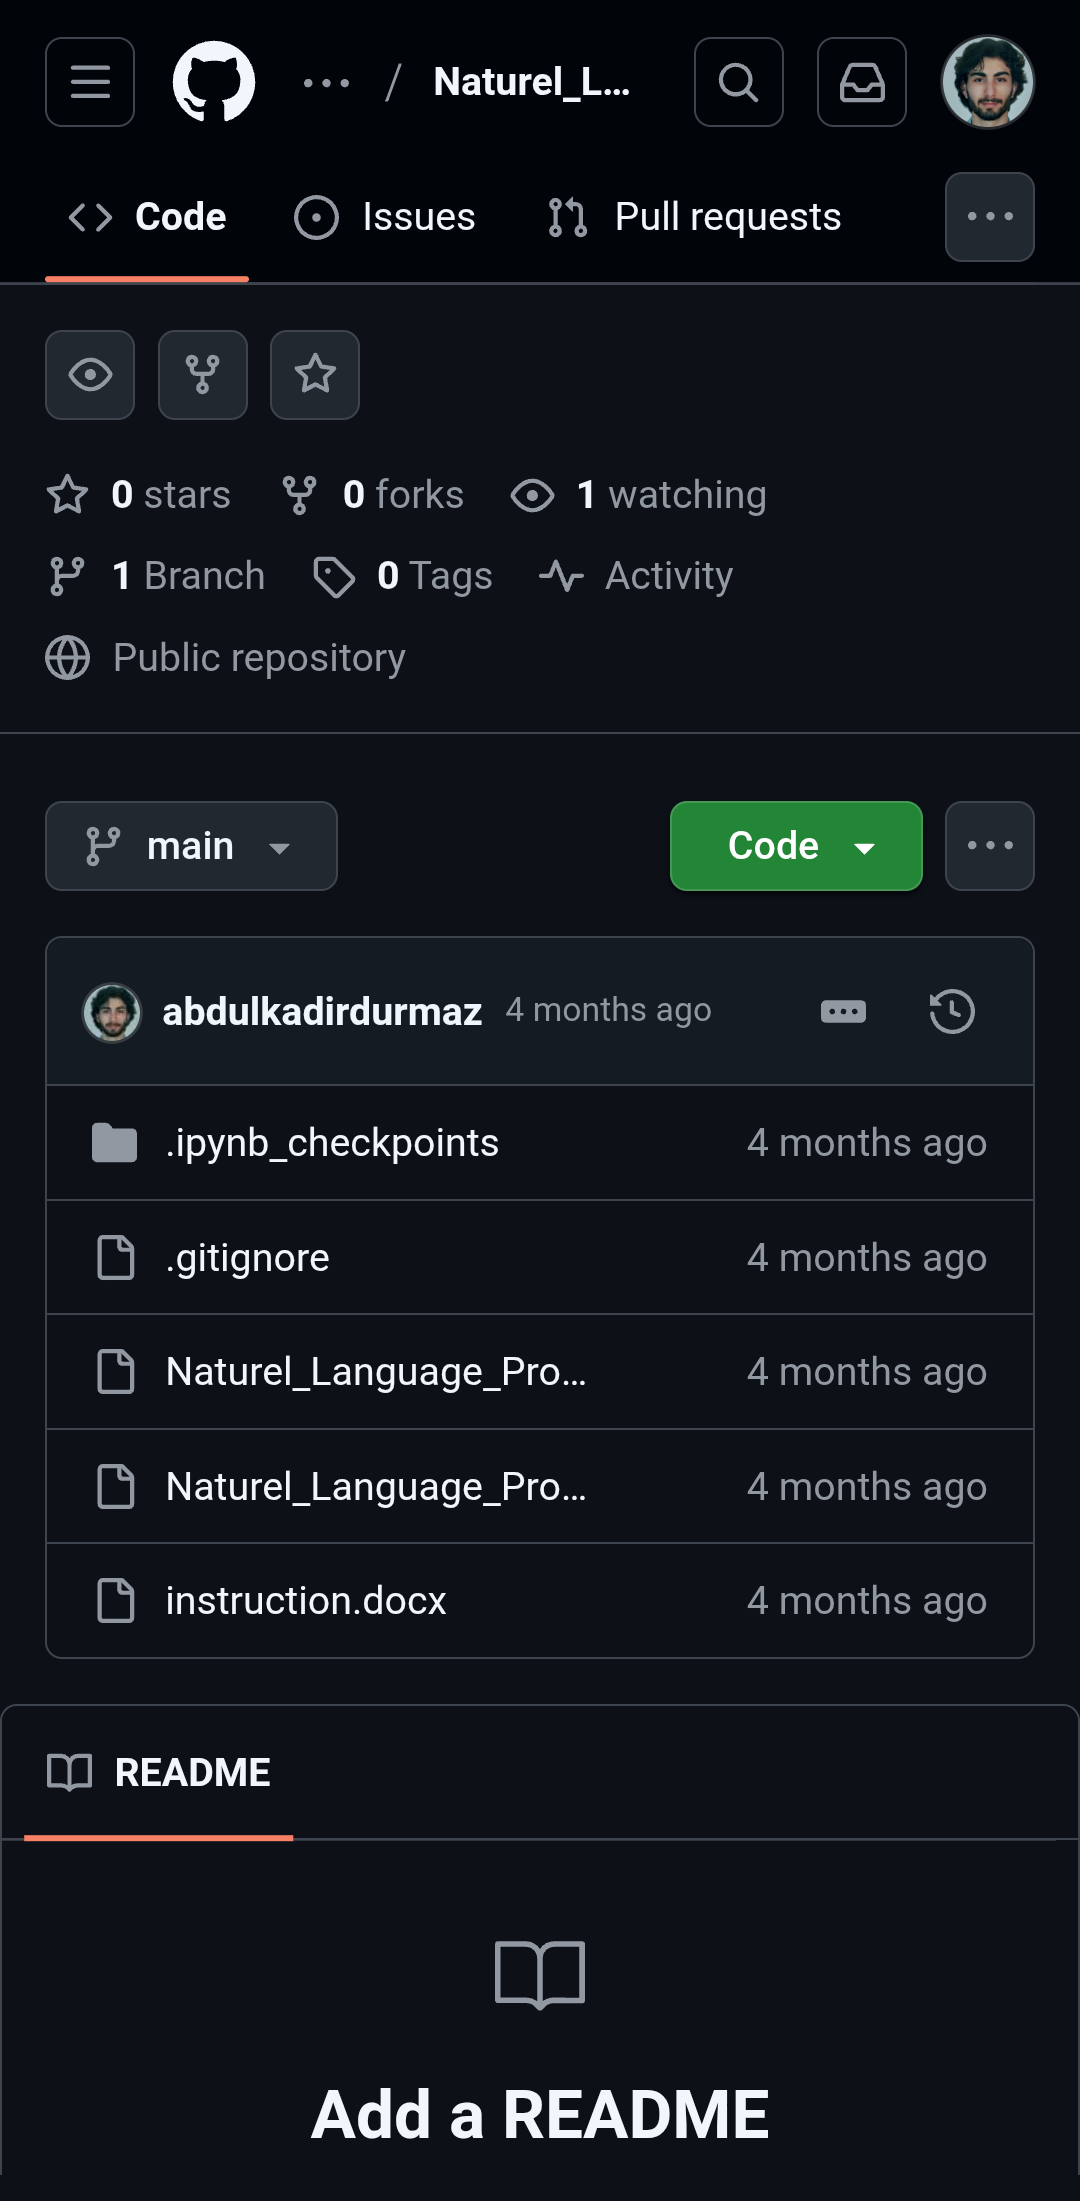 / Naturel_L...
Code Issues Pull requests
0 stars 0 forks 1 watching
1 Branch 0 Tags Activity
Public repository
main Code
abdulkadirdurmaz 4 months ago
.ipynb_checkpoints 4 months ago
.gitignore 4 months ago
Naturel_Language_Pro... 4 months ago
Naturel_Language_Pro... 4 months ago
instruction.docx 4 months ago
README
Add a README